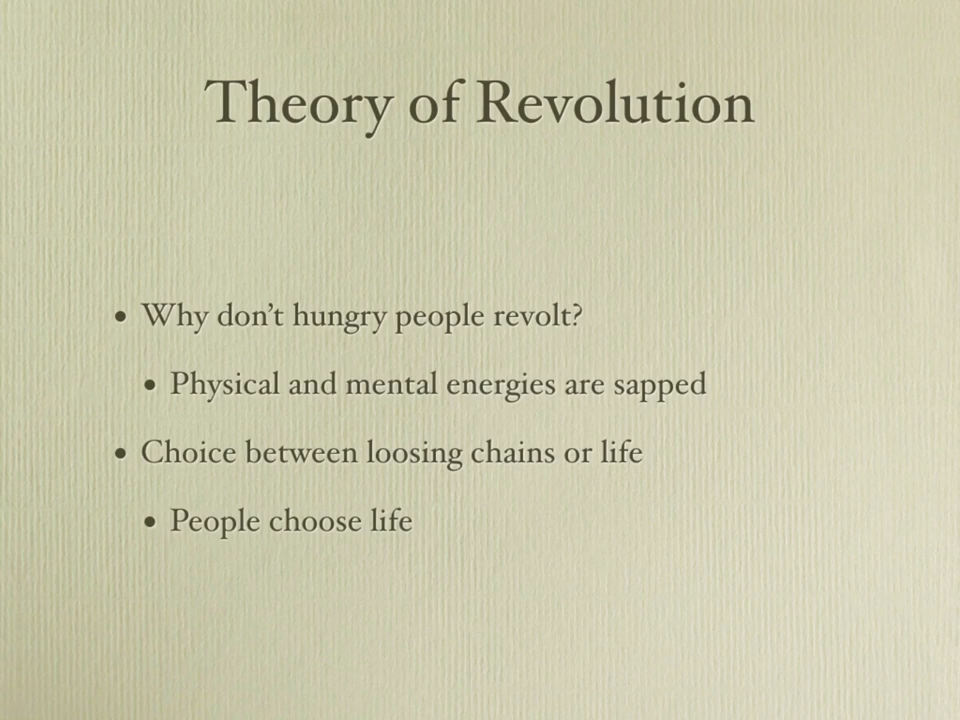 Theory of Revolution
• Why don’t hungry people revolt?
• Physical and mental energies are sapped
• Choice between loosing chains or life
• People choose life